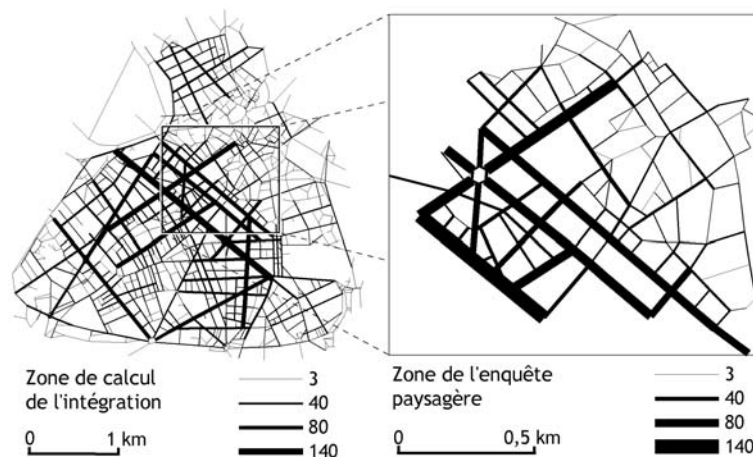 Zone de calcul
de l'intégration
0 1 km
3
40
80
140
Zone de l'enquête
paysagère
0 0,5 km
3
40
80
140